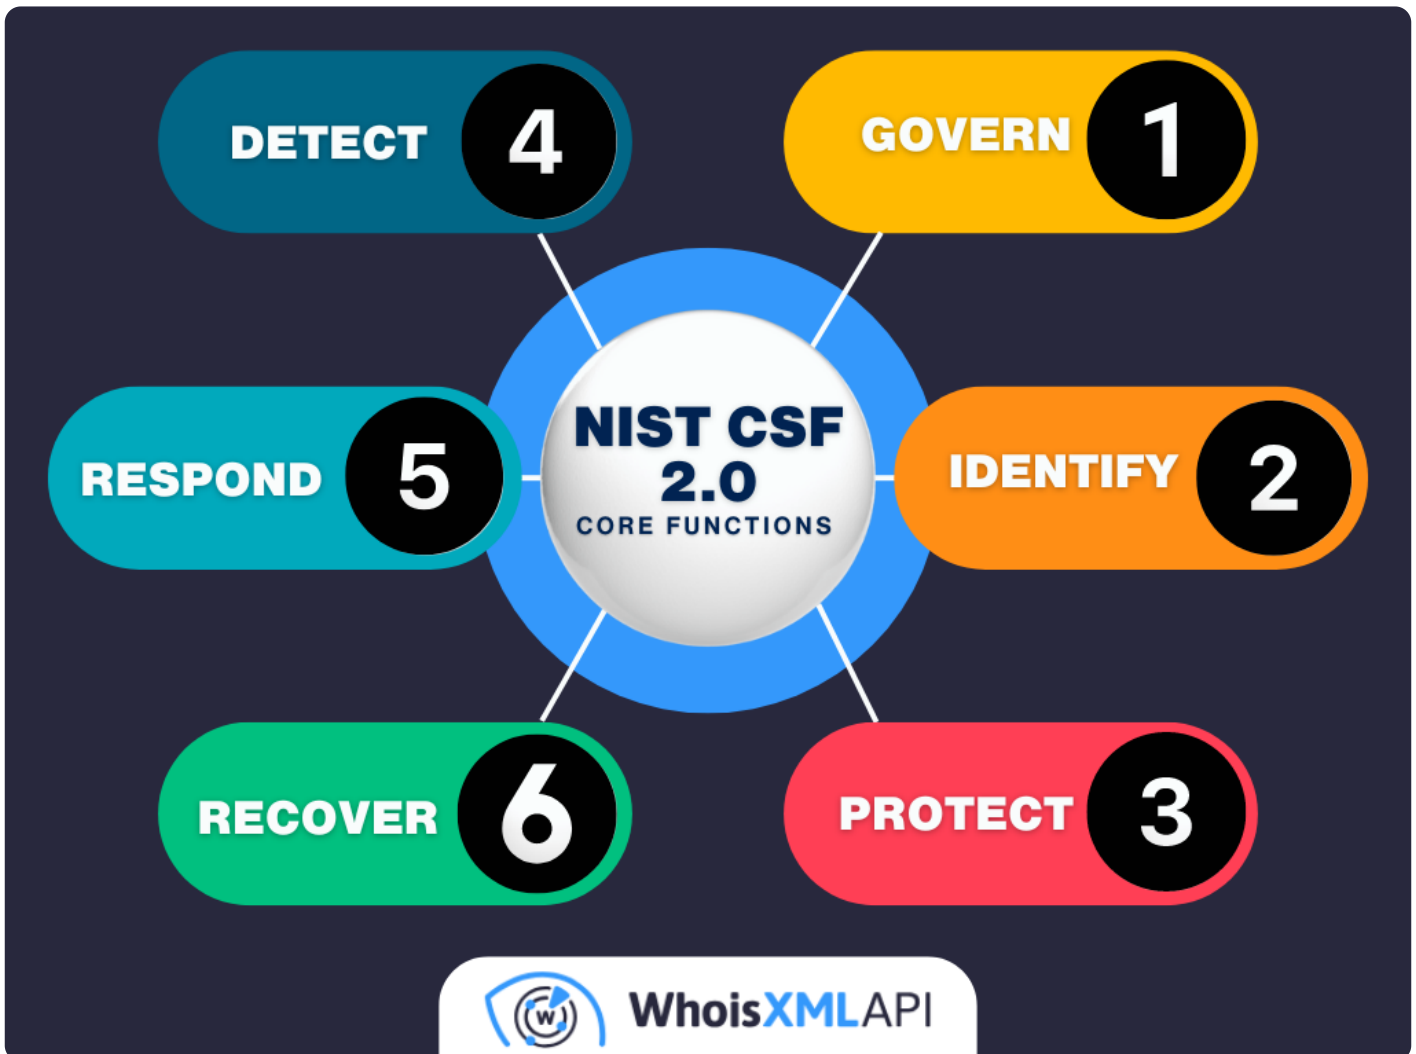 DETECT 4
GOVERN 1
NIST CSF
2.0
CORE FUNCTIONS
RESPOND 5
IDENTIFY 2
RECOVER 6
PROTECT 3
W
WhoisXMLAPI